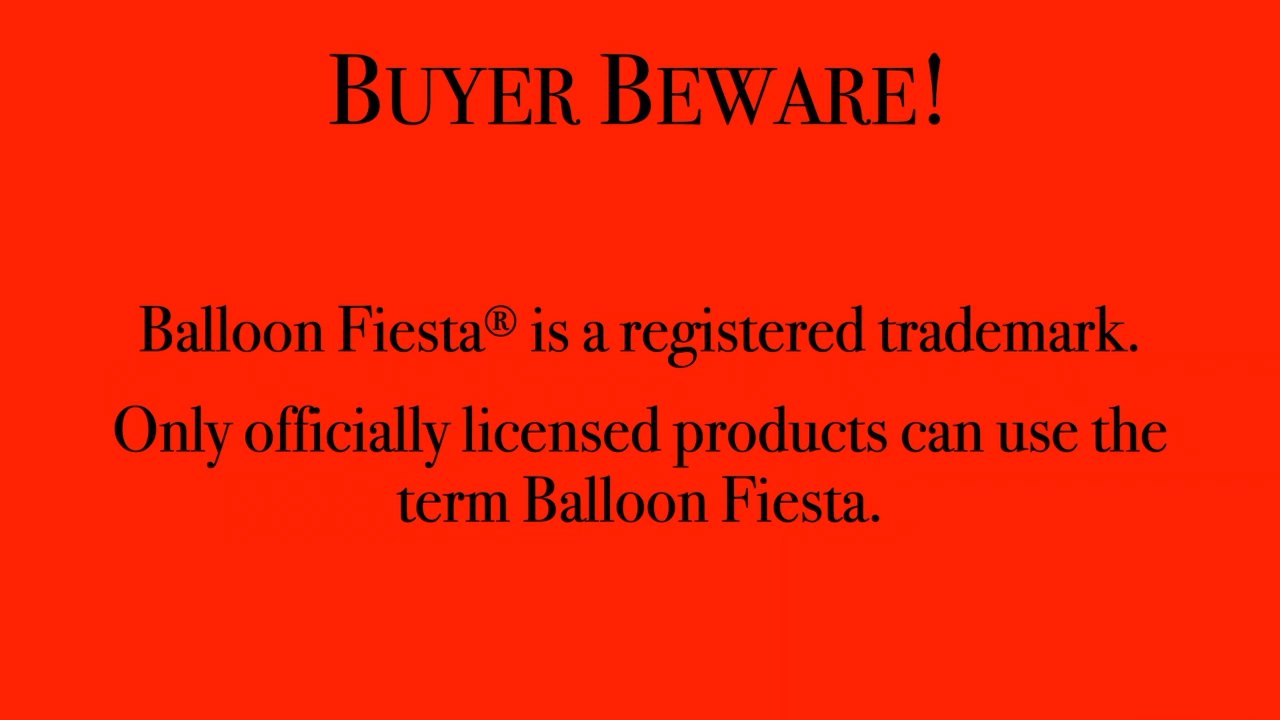 BUYER BEWARE!
Balloon Fiesta® is a registered trademark.
Only officially licensed products can use the
term Balloon Fiesta.